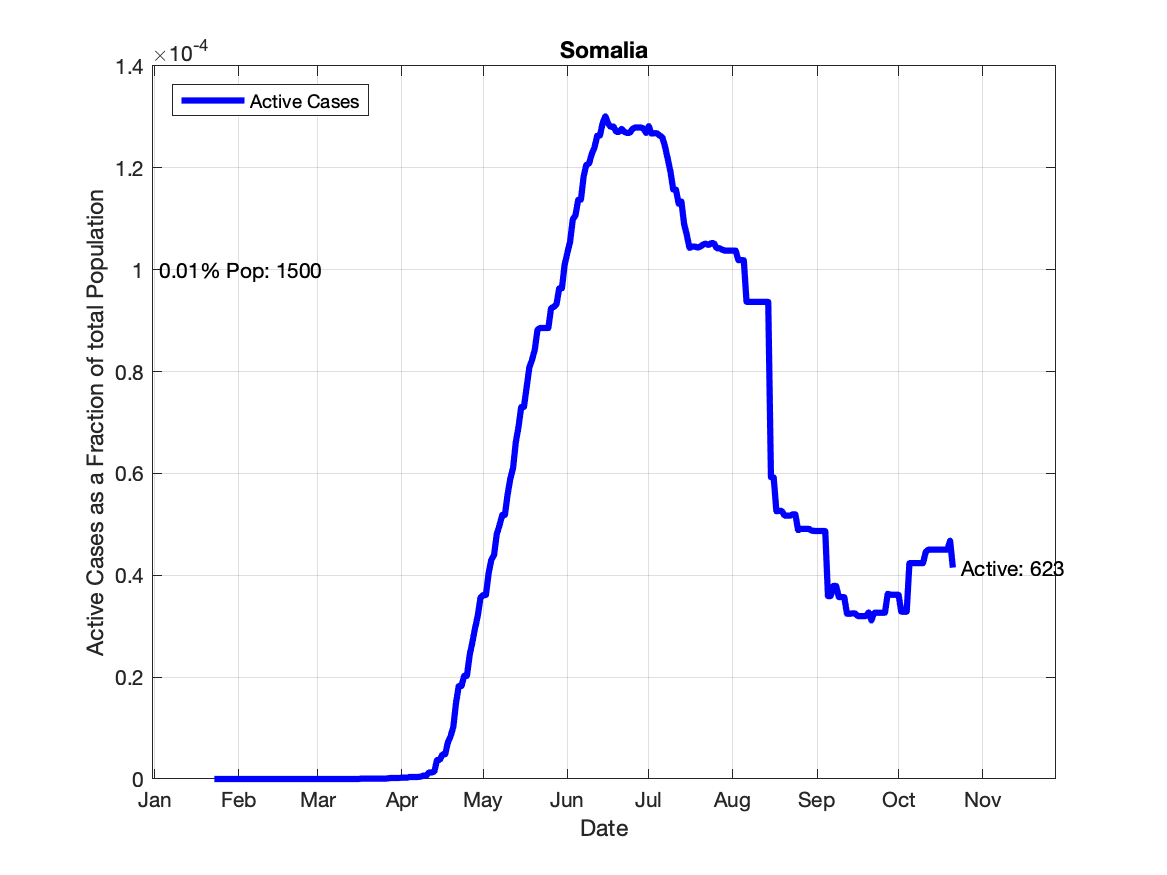 Somalia
×10-4
Active Cases
1.4
1.2
1
0.8
0.6
0.4
0.2
0
0.01% Pop: 1500
Active: 623
Active Cases as a Fraction of total Population
Jan Feb Mar Apr May Jun Jul Aug Sep Oct Nov
Date